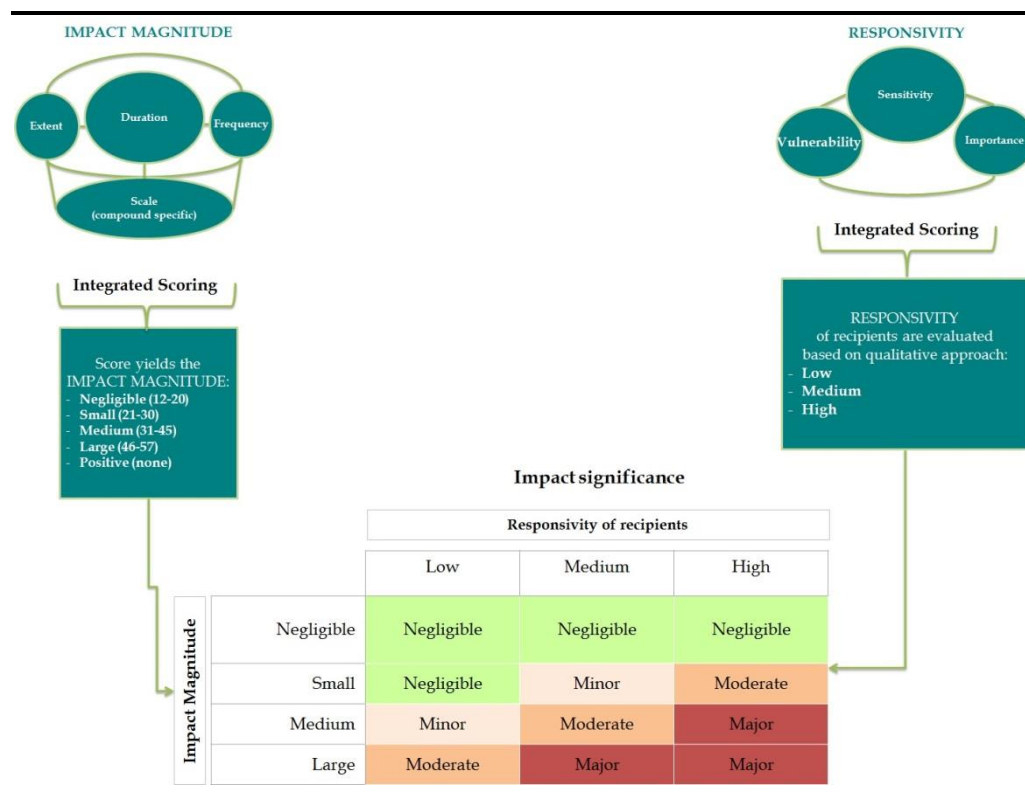 IMPACT MAGNITUDE
Extent
Duration
Frequency
Scale
(compound specific)
Integrated Scoring
Score yields the
IMPACT MAGNITUDE:
- Negligible (12-20)
- Small (21-30)
- Medium (31-45)
- Large (46-57)
- Positive (none)
RESPONSIVITY
Sensitivity
Vulnerability
Importance
Integrated Scoring
RESPONSIVITY
of recipients are evaluated
based on qualitative approach:
- Low
- Medium
- High
Impact significance
Responsivity of recipients
Low Medium High
Impact Magnitude
Negligible Negligible Negligible Negligible
Small Negligible Minor Moderate
Medium Minor Moderate Major
Large Moderate Major Major